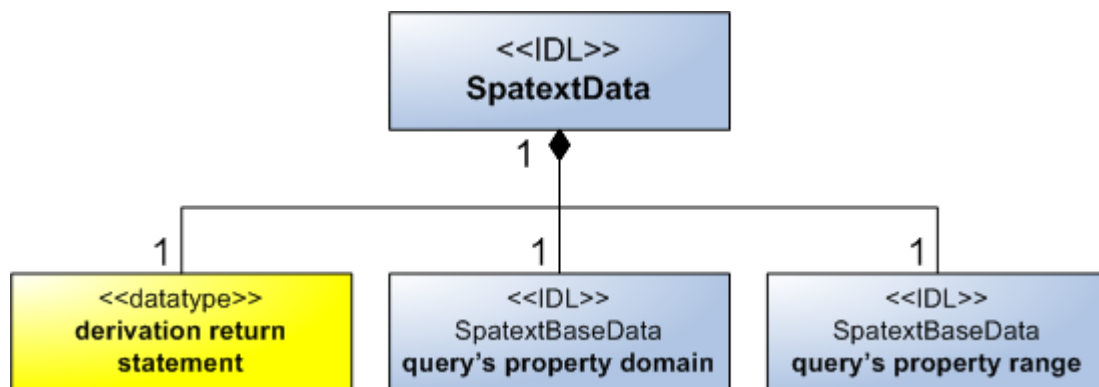 <<IDL>>
SpatextData
1
1
1
1
<<datatype>>
derivation return
statement
<<IDL>>
SpatextBaseData
query's property domain
<<IDL>>
SpatextBaseData
query's property range